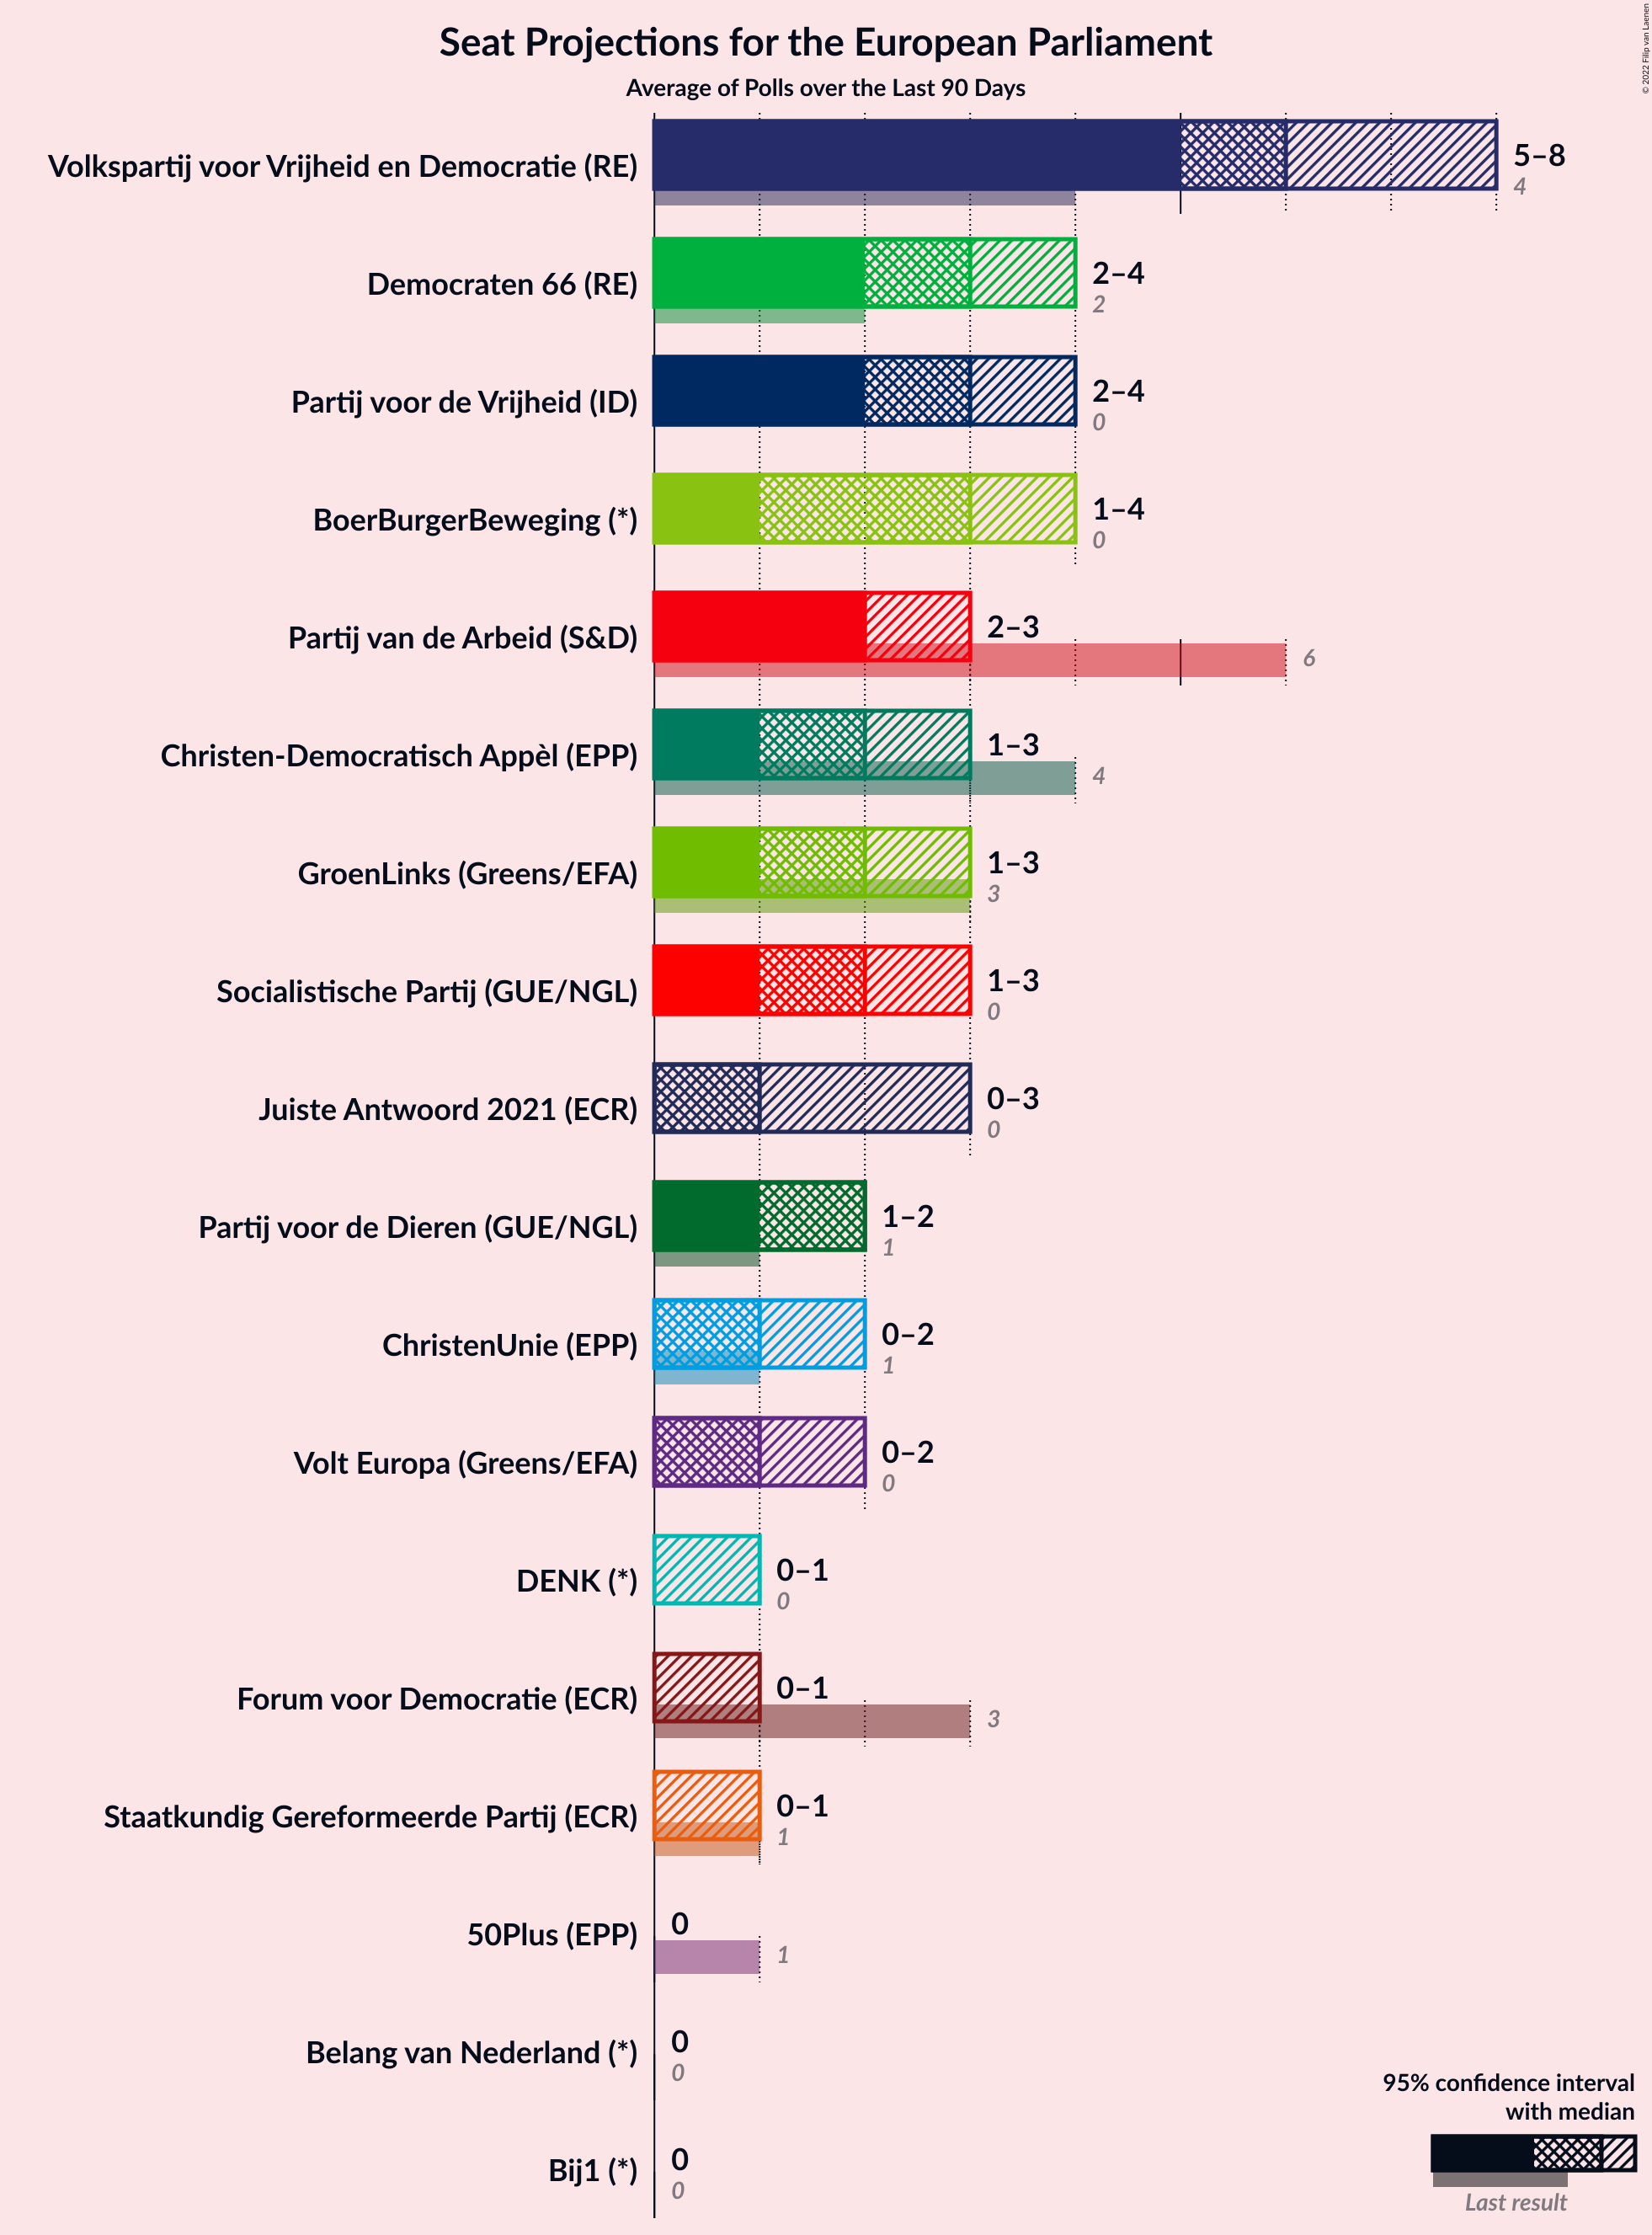 Seat Projections for the European Parliament
Average of Polls over the Last 90 Days
© 2022 Filip van Laenen
Volkspartij voor Vrijheid en Democratie (RE)
5–8
4
Democraten 66 (RE)
2–4
2
Partij voor de Vrijheid (ID)
2–4
0
BoerBurgerBeweging (*)
1–4
0
Partij van de Arbeid (S&D)
2–3
6
Christen-Democratisch Appèl (EPP)
1–3
4
GroenLinks (Greens/EFA)
1–3
3
Socialistische Partij (GUE/NGL)
1–3
0
Juiste Antwoord 2021 (ECR)
0–3
0
Partij voor de Dieren (GUE/NGL)
1–2
1
ChristenUnie (EPP)
0–2
1
Volt Europa (Greens/EFA)
0–2
0
DENK (*)
0–1
0
Forum voor Democratie (ECR)
0–1
3
Staatkundig Gereformeerde Partij (ECR)
0–1
1
50Plus (EPP)
0
1
Belang van Nederland (*)
0
0
Bij1 (*)
0
0
95% confidence interval
with median
Last result